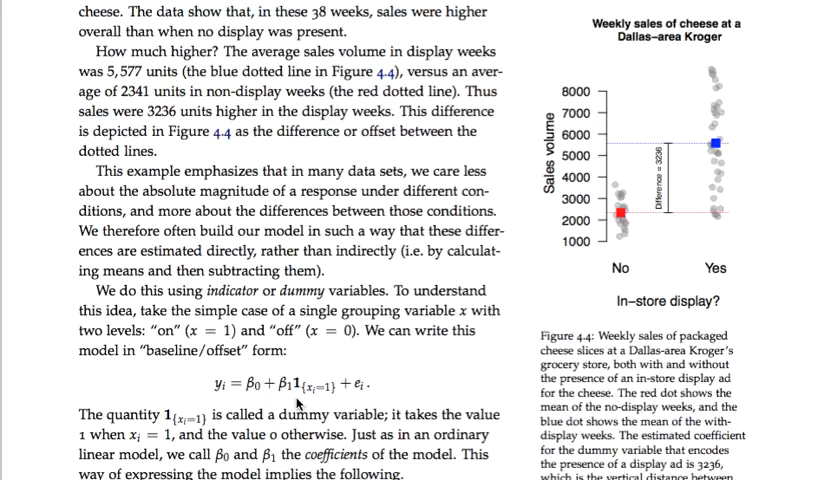 cheese. The data show that, in these 38 weeks, sales were higher
overall than when no display was present.
How much higher? The average sales volume in display weeks
was 5,577 units (the blue dotted line in Figure 4.4), versus an aver-
age of 2341 units in non-display weeks (the red dotted line). Thus
sales were 3236 units higher in the display weeks. This difference
is depicted in Figure 4.4 as the difference or offset between the
dotted lines.
This example emphasizes that in many data sets, we care less
about the absolute magnitude of a response under different con-
ditions, and more about the differences between those conditions.
We therefore often build our model in such a way that these differ-
ences are estimated directly, rather than indirectly (i.e. by calculat-
ing means and then subtracting them).
We do this using indicator or dummy variables. To understand
this idea, take the simple case of a single grouping variable x with
two levels: “on” (x = 1) and “off” (x = 0). We can write this
model in “baseline/offset” form:
yᵢ = β₀ + β₁1{xᵢ=1} + eᵢ .
The quantity 1{xᵢ=1} is called a dummy variable; it takes the value
1 when xᵢ = 1, and the value 0 otherwise. Just as in an ordinary
linear model, we call β₀ and β₁ the coefficients of the model. This
way of expressing the model implies the following.
Weekly sales of cheese at a
Dallas−area Kroger
Sales volume
8000
7000
6000
5000
4000
3000
2000
1000
Difference = 3236
No
Yes
In−store display?
Figure 4.4: Weekly sales of packaged
cheese slices at a Dallas-area Kroger’s
grocery store, both with and without
the presence of an in-store display ad
for the cheese. The red dot shows the
mean of the no-display weeks, and the
blue dot shows the mean of the with-
display weeks. The estimated coefficient
for the dummy variable that encodes
the presence of a display ad is 3236,
which is the vertical distance between